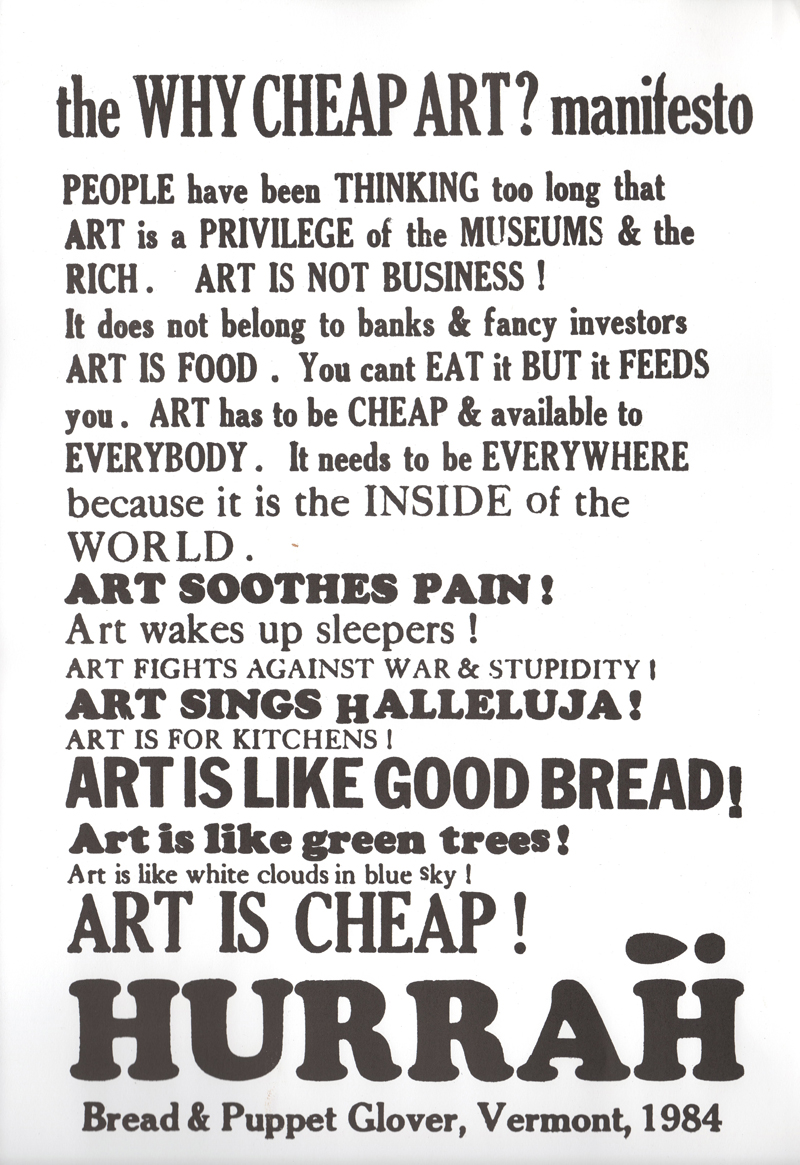 the WHY CHEAP ART? manifesto
PEOPLE have been THINKING too long that
ART is a PRIVILEGE of the MUSEUMS & the
RICH. ART IS NOT BUSINESS !
It does not belong to banks & fancy investors
ART IS FOOD . You cant EAT it BUT it FEEDS
you. ART has to be CHEAP & available to
EVERYBODY. It needs to be EVERYWHERE
because it is the INSIDE of the
WORLD.
ART SOOTHES PAIN !
Art wakes up sleepers !
ART FIGHTS AGAINST WAR & STUPIDITY !
ART SINGS HALLELUJA!
ART IS FOR KITCHENS !
ART IS LIKE GOOD BREAD!
Art is like green trees !
Art is like white clouds in blue sky !
ART IS CHEAP !
HURRAH
Bread & Puppet Glover, Vermont, 1984